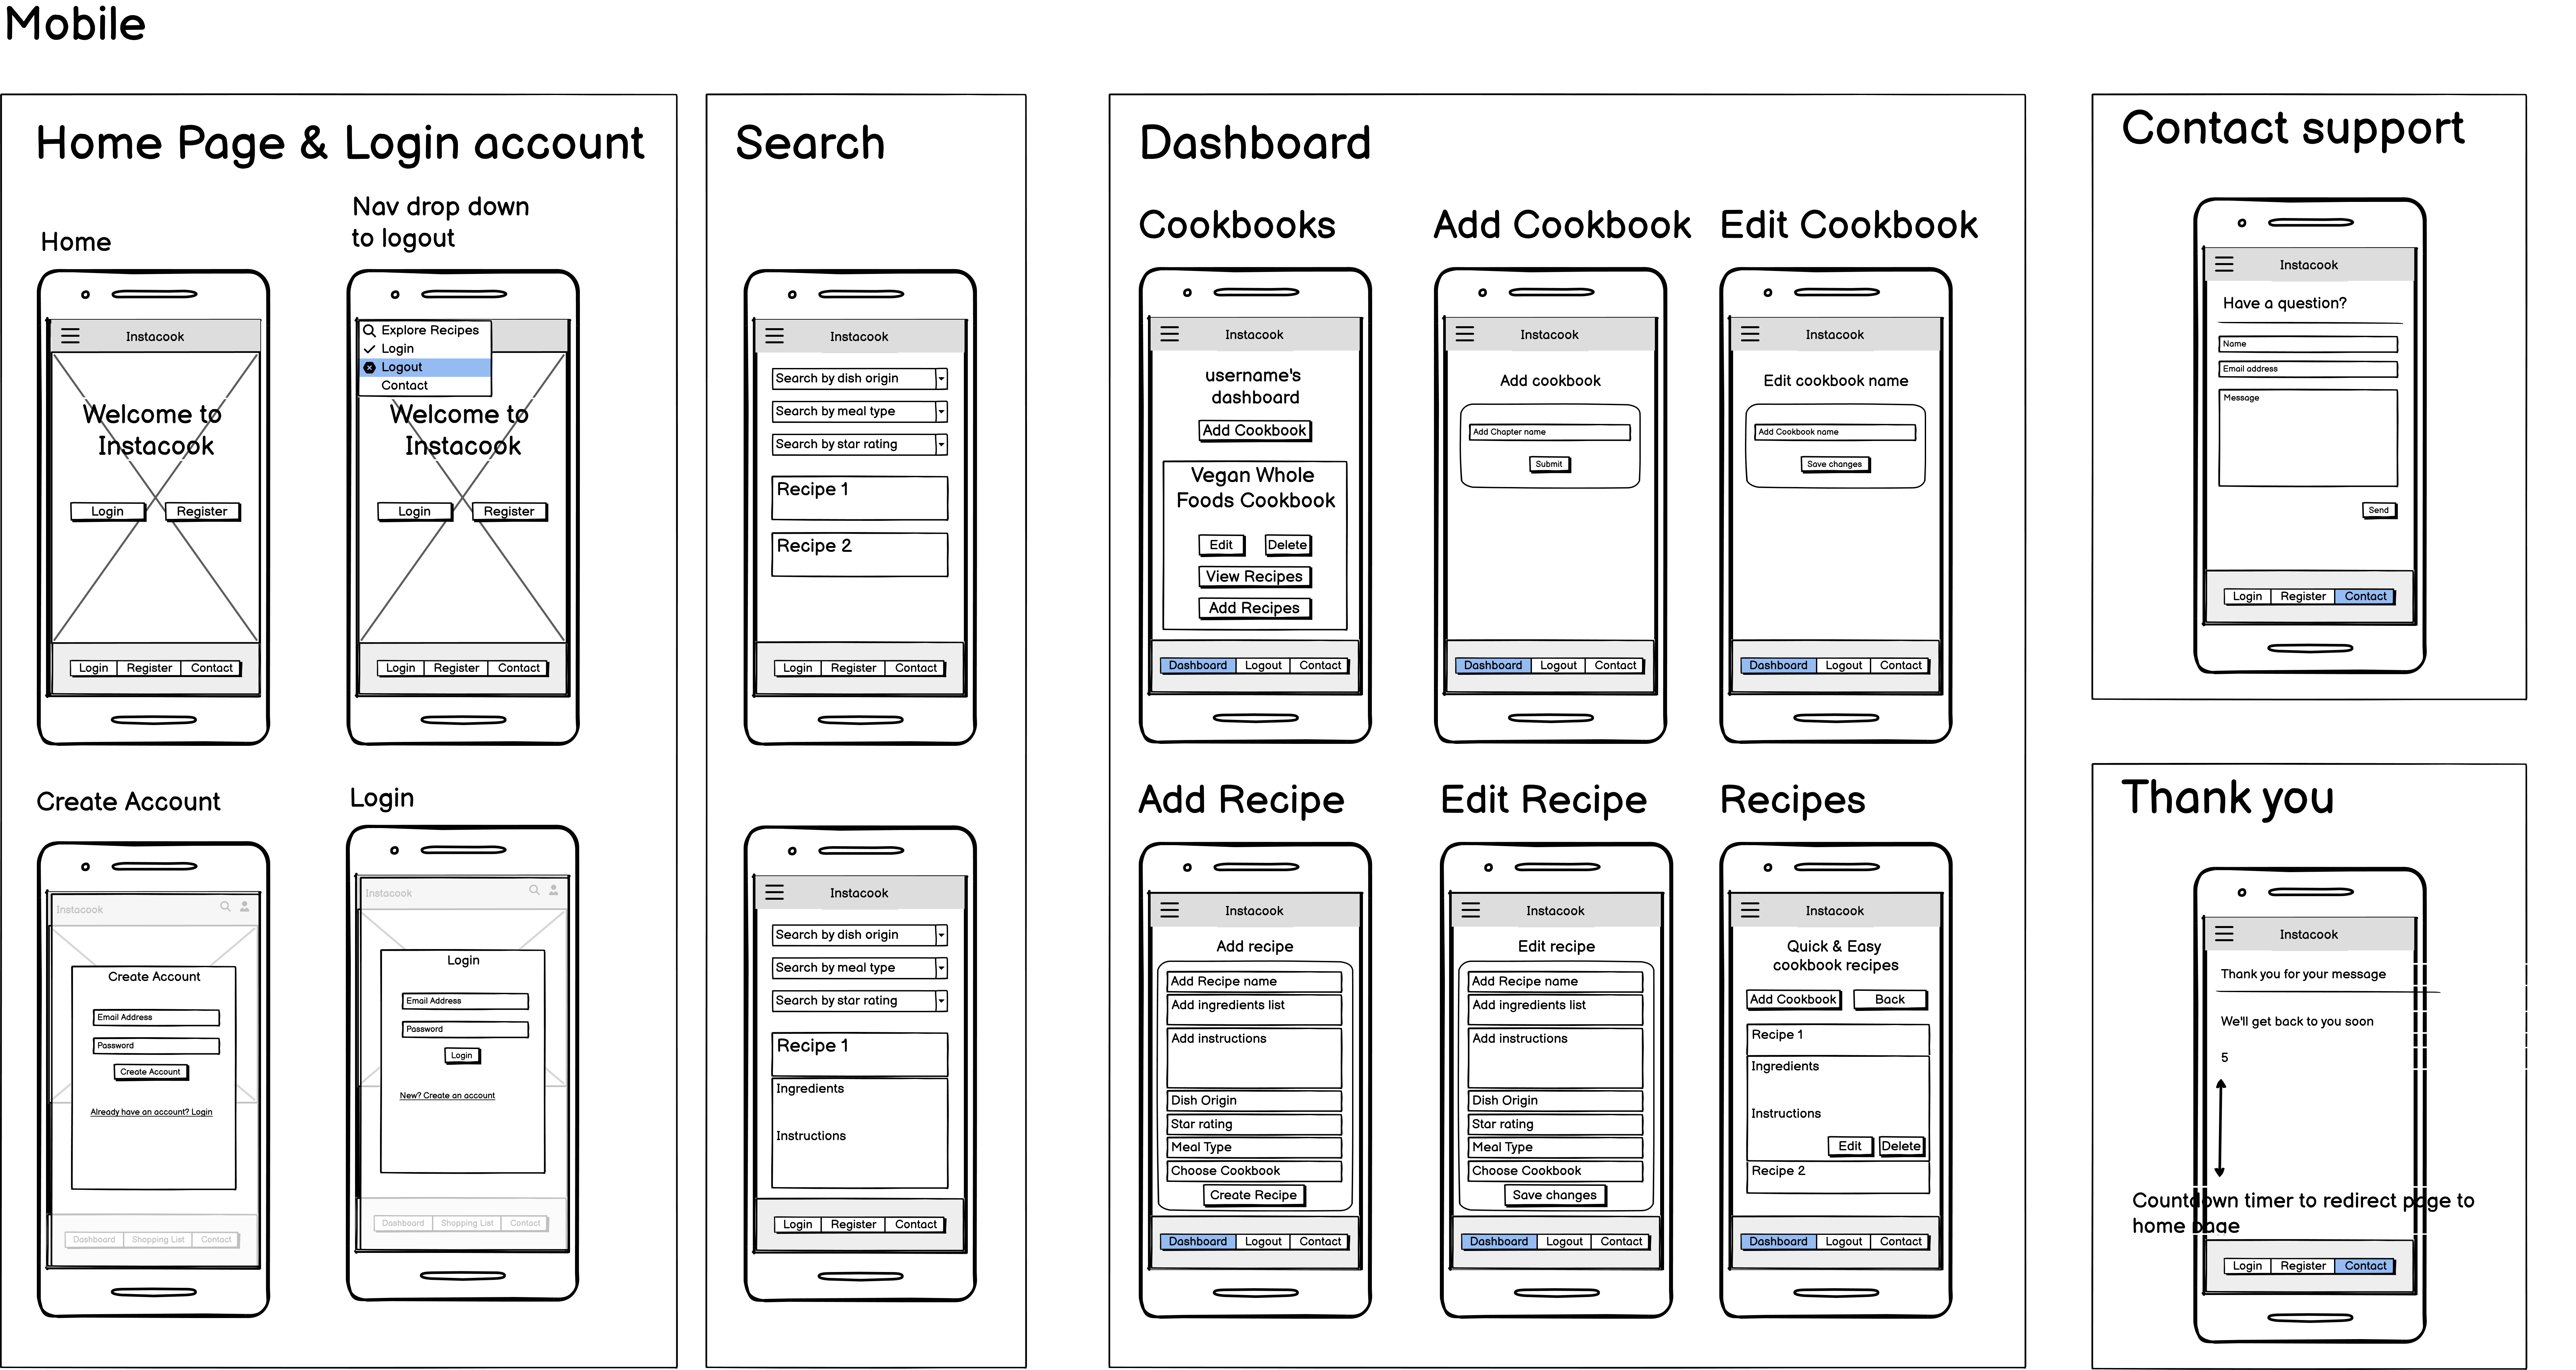 Mobile
Home Page & Login account
Home
Instacook
Welcome to
Instacook
Login
Register
Login Register Contact
Nav drop down
to logout
Explore Recipes
Login
Logout
Contact
Welcome to
Instacook
Login
Register
Login Register Contact
Create Account
Instacook
Create Account
Email Address
Password
Create Account
Already have an account? Login
Dashboard Shopping List Contact
Login
Instacook
Login
Email Address
Password
Login
New? Create an account
Dashboard Shopping List Contact
Search
Instacook
Search by dish origin
Search by meal type
Search by star rating
Recipe 1
Recipe 2
Login Register Contact
Instacook
Search by dish origin
Search by meal type
Search by star rating
Recipe 1
Ingredients
Instructions
Login Register Contact
Dashboard
Cookbooks
Instacook
username's
dashboard
Add Cookbook
Vegan Whole
Foods Cookbook
Edit
Delete
View Recipes
Add Recipes
Dashboard Logout Contact
Add Cookbook
Instacook
Add cookbook
Add Chapter name
Submit
Dashboard Logout Contact
Edit Cookbook
Instacook
Edit cookbook name
Add Cookbook name
Save changes
Dashboard Logout Contact
Add Recipe
Instacook
Add recipe
Add Recipe name
Add ingredients list
Add instructions
Dish Origin
Star rating
Meal Type
Choose Cookbook
Create Recipe
Dashboard Logout Contact
Edit Recipe
Instacook
Edit recipe
Add Recipe name
Add ingredients list
Add instructions
Dish Origin
Star rating
Meal Type
Choose Cookbook
Save changes
Dashboard Logout Contact
Recipes
Instacook
Quick & Easy
cookbook recipes
Add Cookbook
Back
Recipe 1
Ingredients
Instructions
Edit
Delete
Recipe 2
Dashboard Logout Contact
Contact support
Instacook
Have a question?
Name
Email address
Message
Send
Login Register Contact
Thank you
Instacook
Thank you for your message
We'll get back to you soon
5
Countdown timer to redirect page to
home page
Login Register Contact